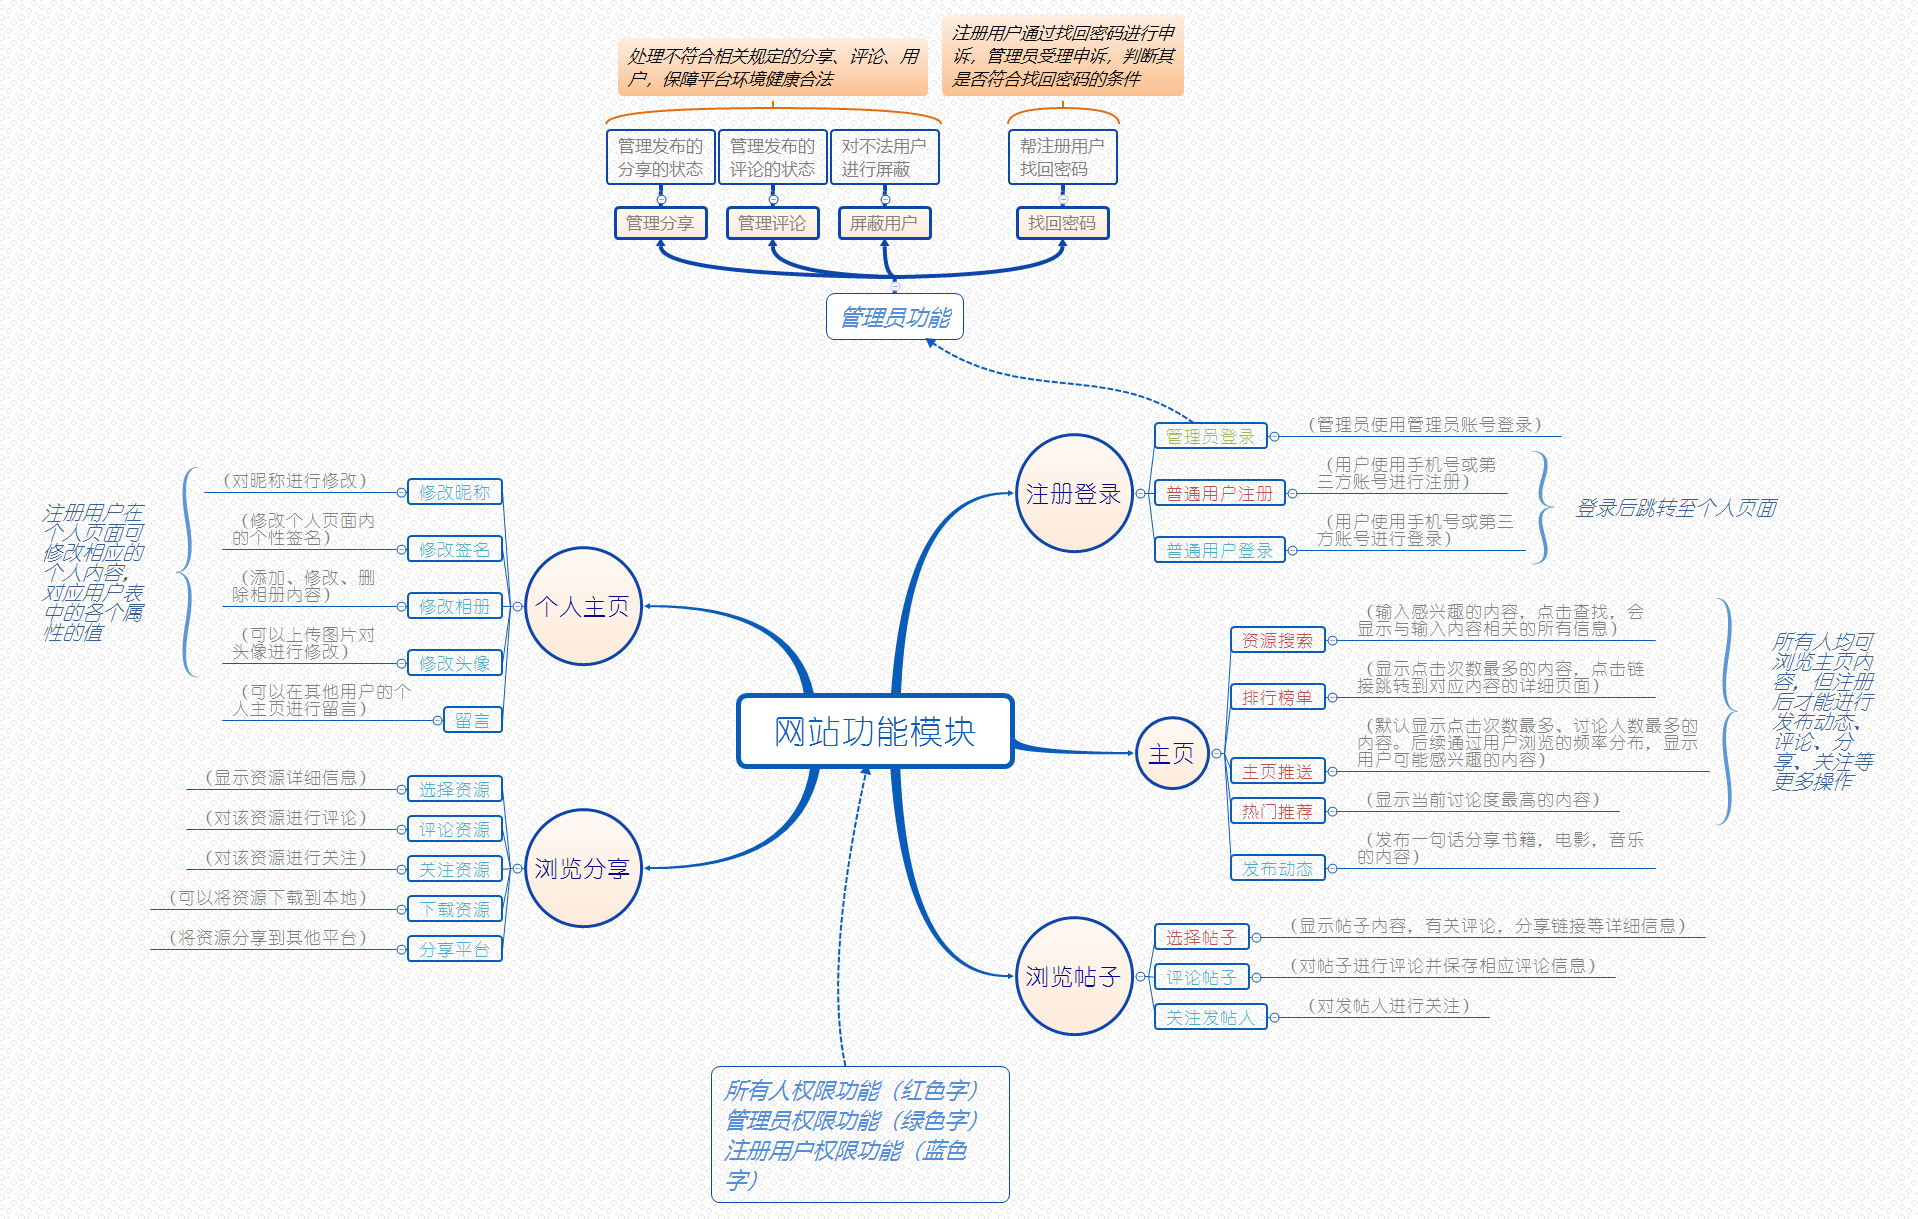 处理不符合相关规定的分享、评论、用
户，保障平台环境健康合法
注册用户通过找回密码进行申
诉，管理员受理申诉，判断其
是否符合找回密码的条件
管理发布的
分享的状态
管理发布的
评论的状态
对不法用户
进行屏蔽
帮注册用户
找回密码
管理分享
管理评论
屏蔽用户
找回密码
管理员功能
注册登录
管理员登录
（管理员使用管理员账号登录）
普通用户注册
（用户使用手机号或第
三方账号进行注册）
普通用户登录
（用户使用手机号或第三
方账号进行登录）
登录后跳转至个人页面
注册用户在
个人页面可
修改相应的
个人内容，
对应用户表
中的各个属
性的值
（对昵称进行修改）
修改昵称
（修改个人页面内
的个性签名）
修改签名
（添加、修改、删
除相册内容）
修改相册
（可以上传图片对
头像进行修改）
修改头像
（可以在其他用户的个
人主页进行留言）
留言
个人主页
网站功能模块
主页
资源搜索
（输入感兴趣的内容，点击查找，会
显示与输入内容相关的所有信息）
排行榜单
（显示点击次数最多的内容，点击链
接跳转到对应内容的详细页面）
主页推送
（默认显示点击次数最多、讨论人数最多的
内容。后续通过用户浏览的频率分布，显示
用户可能感兴趣的内容）
热门推荐
（显示当前讨论度最高的内容）
发布动态
（发布一句话分享书籍，电影，音乐
的内容）
所有人均可
浏览主页内
容，但注册
后才能进行
发布动态、
评论、分
享、关注等
更多操作
（显示资源详细信息）
选择资源
（对该资源进行评论）
评论资源
（对该资源进行关注）
关注资源
（可以将资源下载到本地）
下载资源
（将资源分享到其他平台）
分享平台
浏览分享
浏览帖子
选择帖子
（显示帖子内容，有关评论，分享链接等详细信息）
评论帖子
（对帖子进行评论并保存相应评论信息）
关注发帖人
（对发帖人进行关注）
所有人权限功能（红色字）
管理员权限功能（绿色字）
注册用户权限功能（蓝色
字）